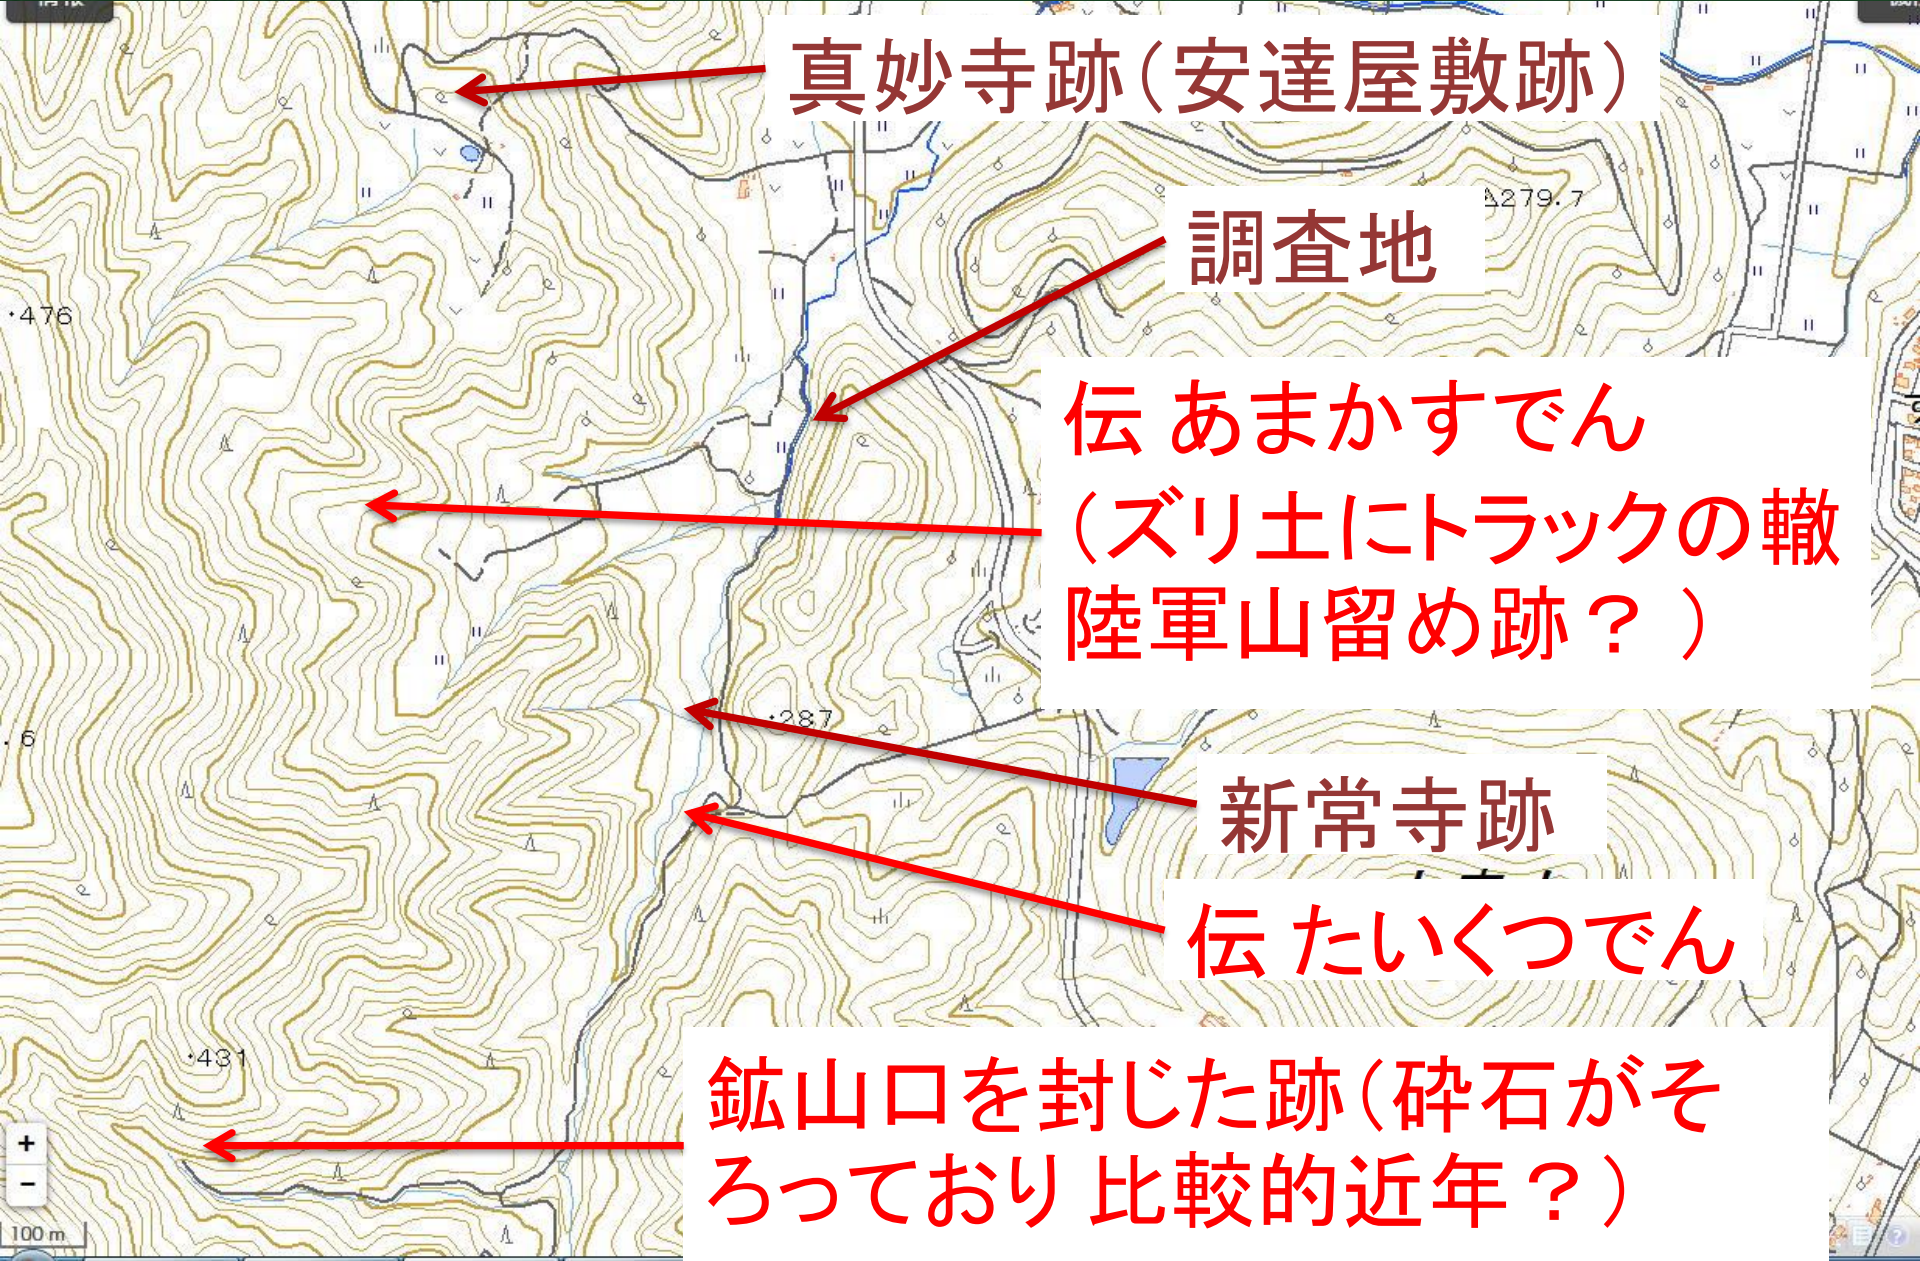 真妙寺跡（安達屋敷跡）
279.7
調査地
・476
伝 あまかすでん
（ズリ土にトラックの轍
陸軍山留め跡？ ）
・287
. 6
新常寺跡
伝 たいくつでん
・431
鉱山口を封じた跡（砕石がそ
ろっており 比較的近年？）
+
−
100 m